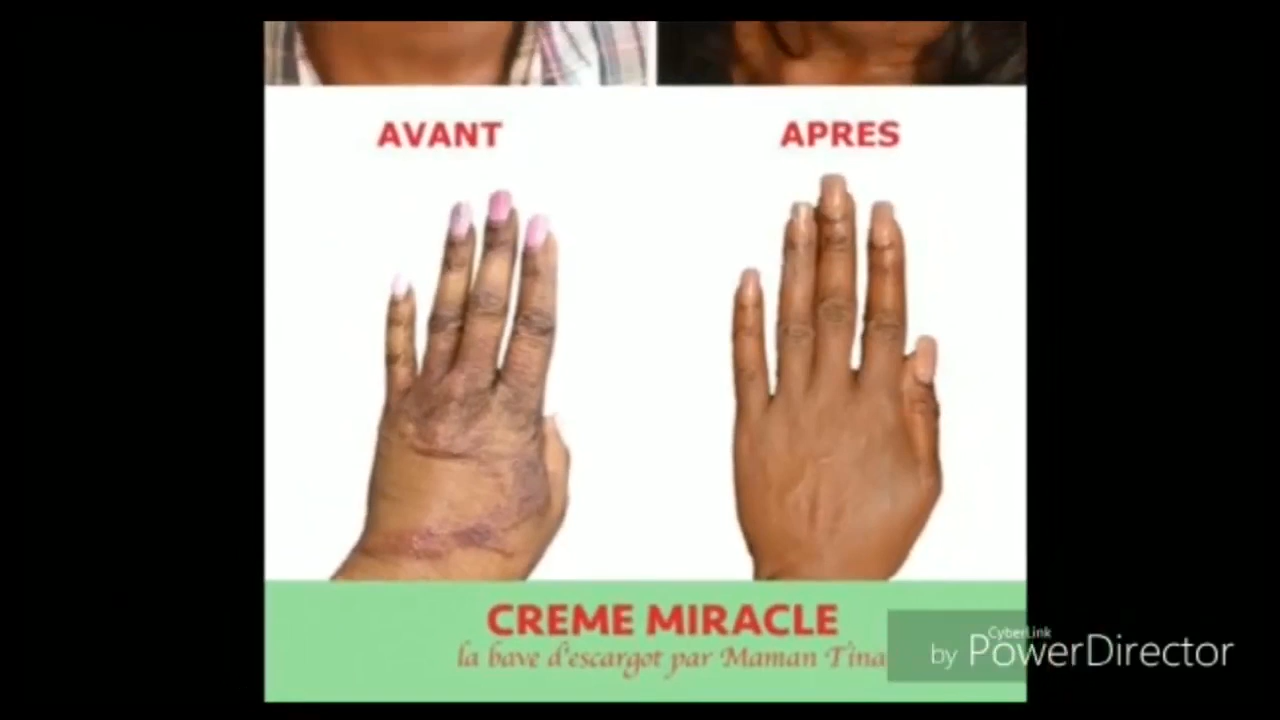 AVANT
APRES
CREME MIRACLE
la bave d'escargot par Maman Tina
CyberLink
by PowerDirector